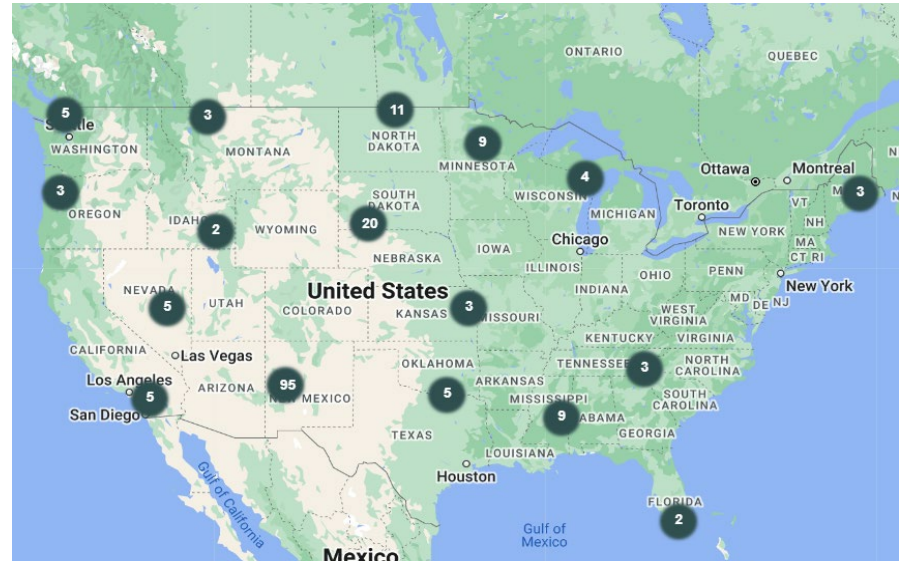 ONTARIO
QUEBEC
5
Seattle
WASHINGTON
3
MONTANA
11
NORTH
DAKOTA
9
MINNESOTA
4
WISCONSIN
MICHIGAN
Ottawa
Montreal
Toronto
VT
NH
3
3
OREGON
IDAHO
2
WYOMING
SOUTH
DAKOTA
20
NEBRASKA
IOWA
Chicago
ILLINOIS
INDIANA
OHIO
PENN
NEW YORK
MA
CT RI
New York
NEVADA
5
UTAH
United States
COLORADO
KANSAS
3
MISSOURI
WEST
VIRGINIA
MD
DE
NJ
KENTUCKY
VIRGINIA
CALIFORNIA
Las Vegas
Los Angeles
5
San Diego
ARIZONA
95
NEW MEXICO
OKLAHOMA
5
ARKANSAS
TENNESSEE
3
NORTH
CAROLINA
MISSISSIPPI
9
ALABAMA
SOUTH
CAROLINA
GEORGIA
TEXAS
LOUISIANA
Houston
FLORIDA
2
Gulf of California
Gulf of
Mexico
Mexico